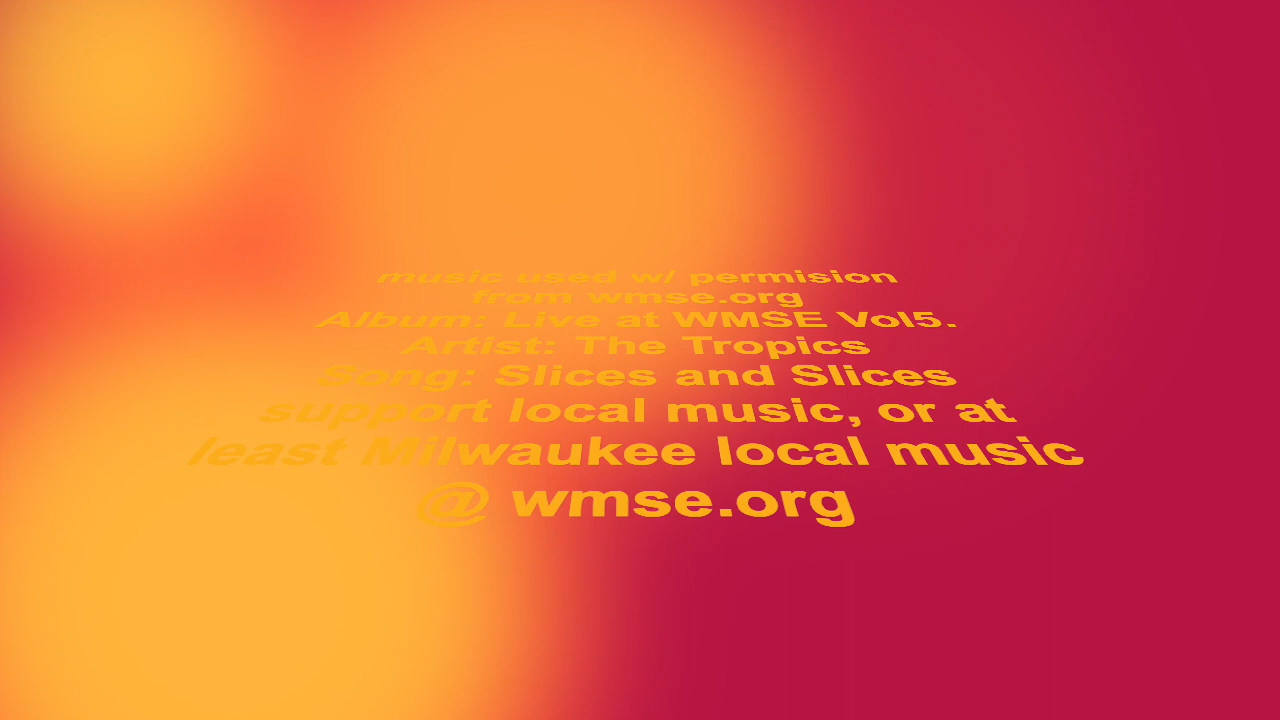 music used w/ permision
from wmse.org
Album: Live at WMSE Vol5.
Artist: The Tropics
Song: Slices and Slices
support local music, or at
least Milwaukee local music
@ wmse.org